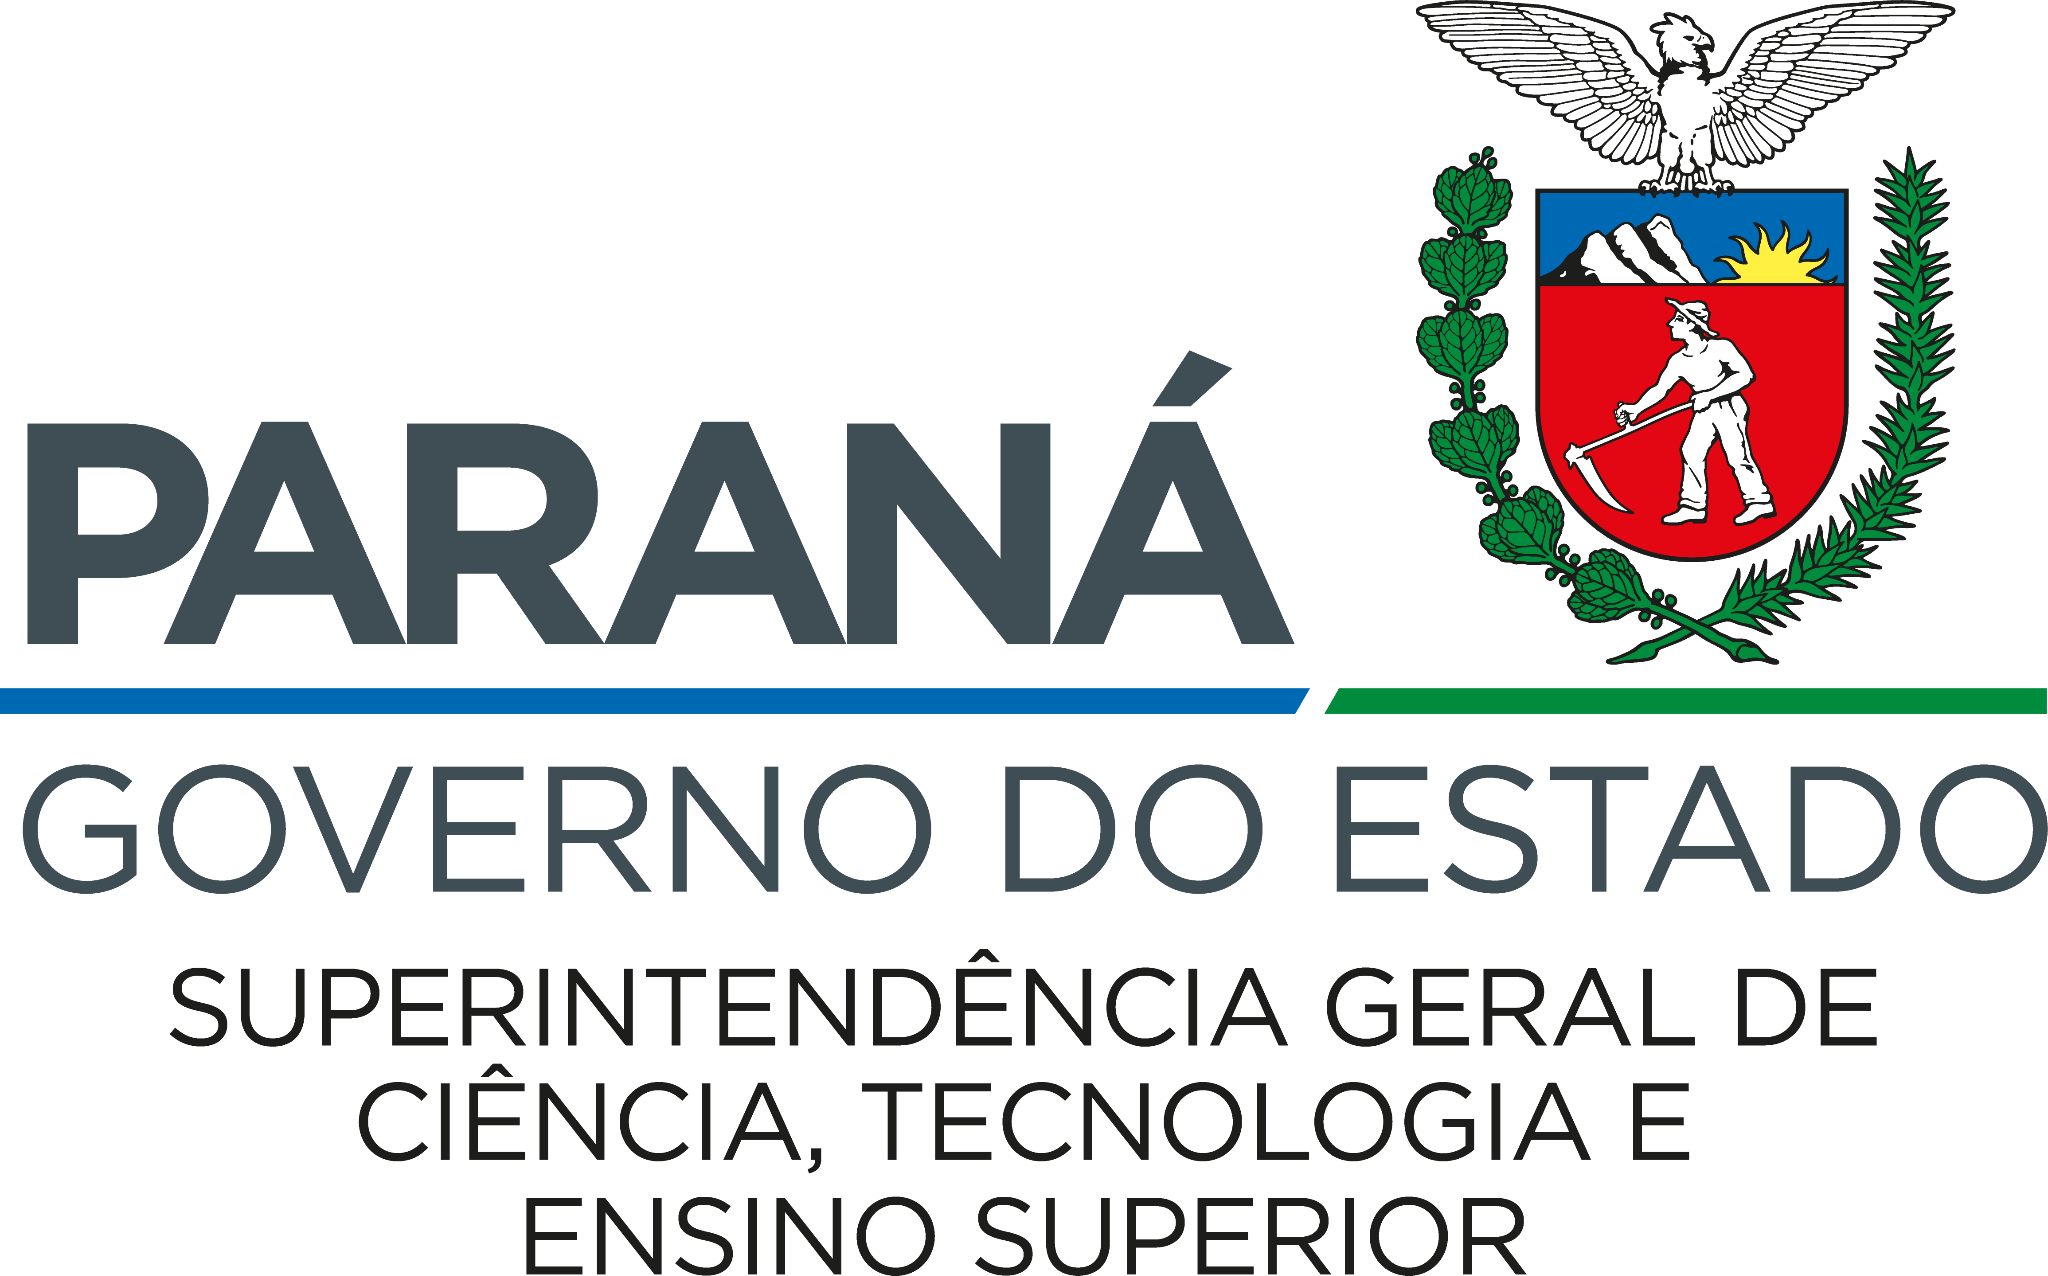 PARANÁ
GOVERNO DO ESTADO
SUPERINTENDÊNCIA GERAL DE
CIÊNCIA, TECNOLOGIA E
ENSINO SUPERIOR